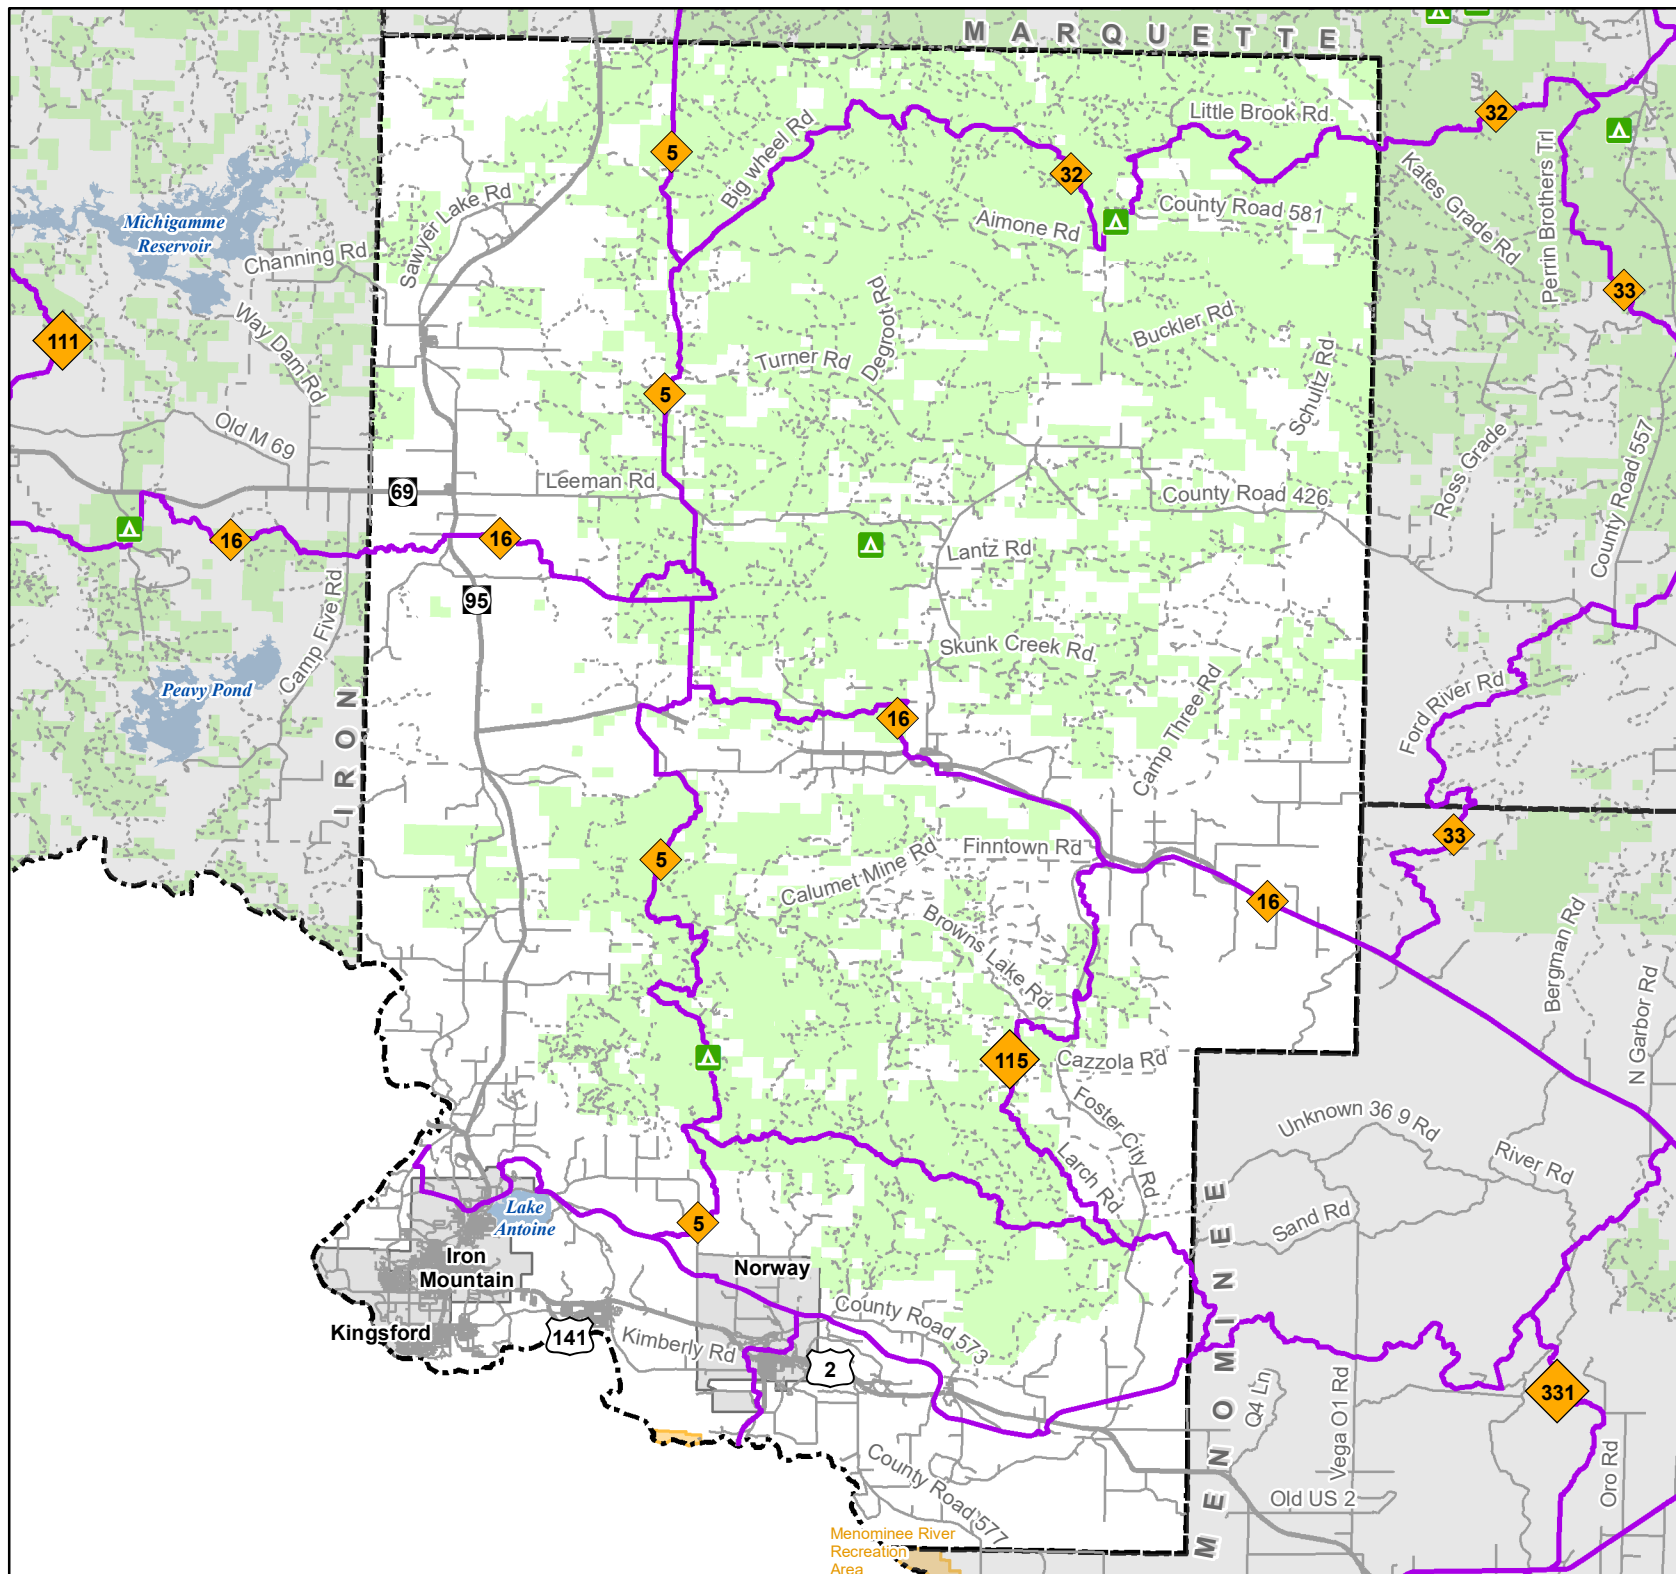 MARQUETTE
Little Brook Rd.
32
5
Big wheel Rd
32
Kates Grade Rd
Perrin Brothers Trl
Sawyer Lake Rd
County Road 581
Aimone Rd
Michigamme
Reservoir
Channing Rd
33
Degroot Rd
Buckler Rd
Way Dam Rd
111
Turner Rd
Schultz Rd
5
Old M 69
Ross Grade
County Road 557
Leeman Rd
69
County Road 426
16
16
Lantz Rd
95
Camp Five Rd
Skunk Creek Rd.
Peavy Pond
IRON
Camp Three Rd
Ford River Rd
16
33
Finntown Rd
5
Calumet Mine Rd
16
Browns Lake Rd
Bergman Rd
N Garbor Rd
115
Cazzola Rd
Foster City Rd
Unknown 36 9 Rd
River Rd
Larch Rd
Sand Rd
Lake
Antoine
5
Iron
Mountain
Norway
MENOMINEE
County Road 573
Kingsford
141
Kimberly Rd
2
Q4 Ln
Vega O1 Rd
331
Oro Rd
County Road 577
Old US 2
Menominee River
Recreation
Area